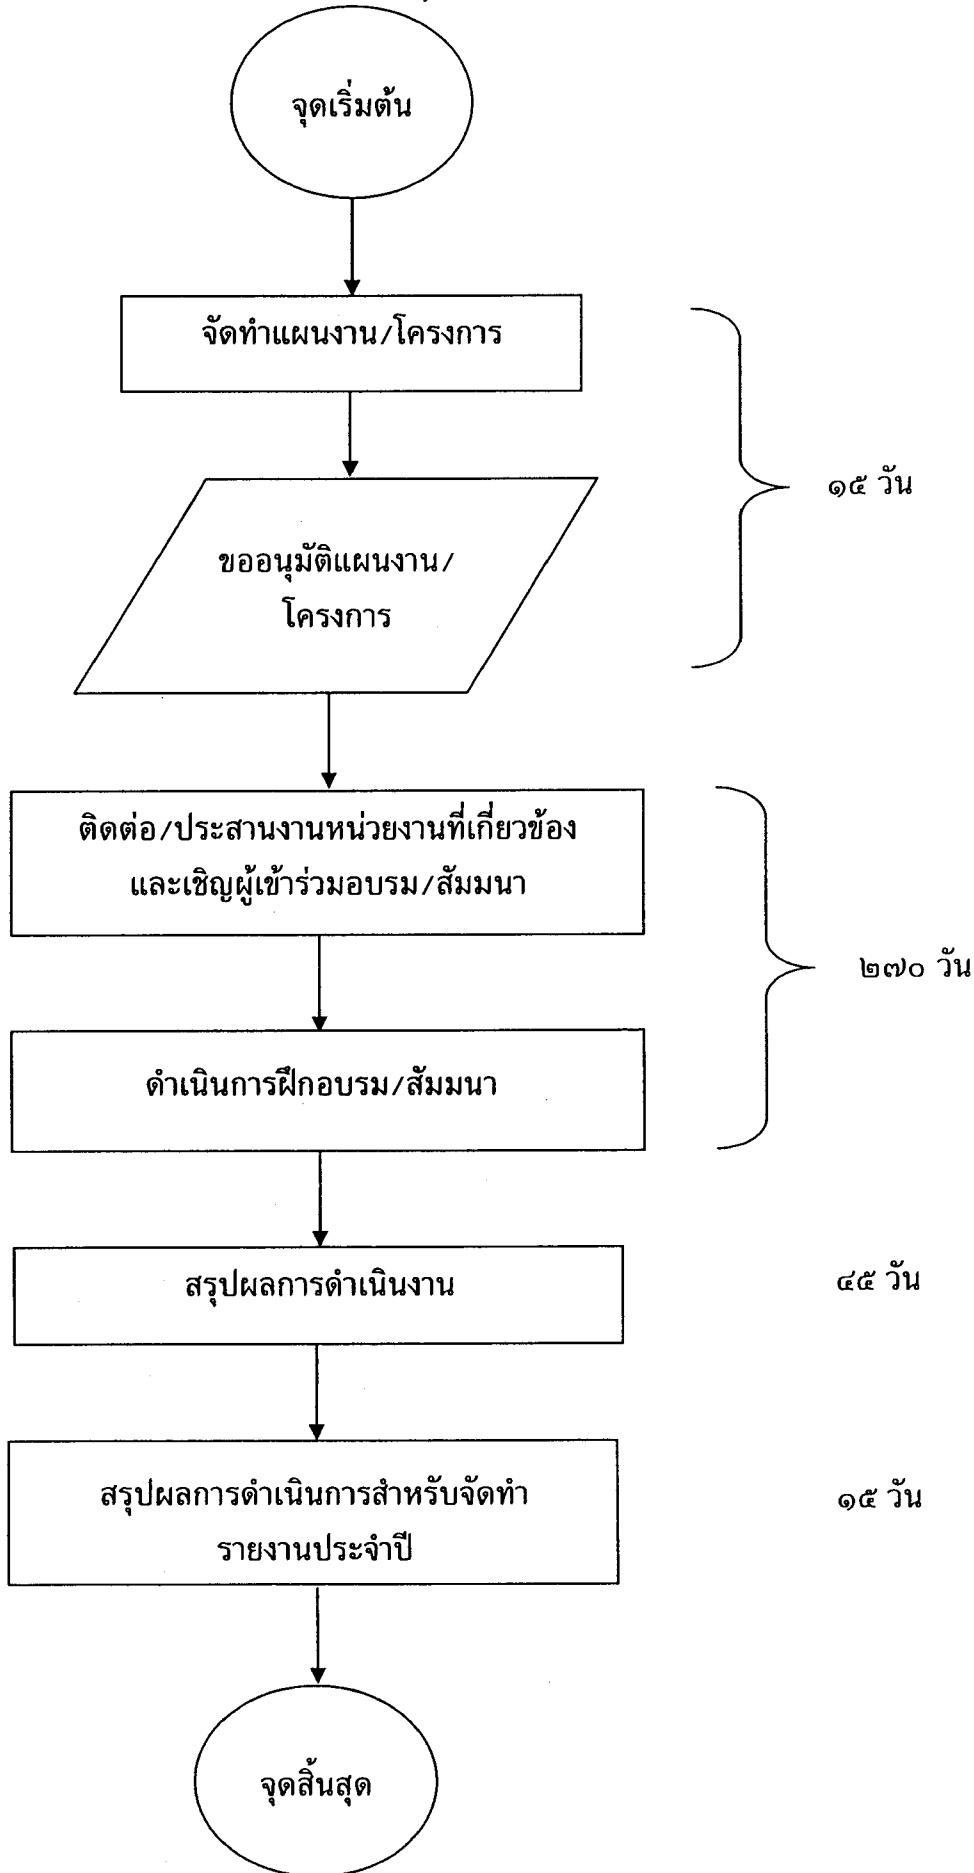 จุดเริ่มต้น
จัดทำแผนงาน/โครงการ
๑๕ วัน
ขออนุมัติแผนงาน/
โครงการ
ติดต่อ/ประสานงานหน่วยงานที่เกี่ยวข้อง
และเชิญผู้เข้าร่วมอบรม/สัมมนา
๒๗๐ วัน
ดำเนินการฝึกอบรม/สัมมนา
สรุปผลการดำเนินงาน
๔๕ วัน
สรุปผลการดำเนินการสำหรับจัดทำ
รายงานประจำปี
๑๕ วัน
จุดสิ้นสุด